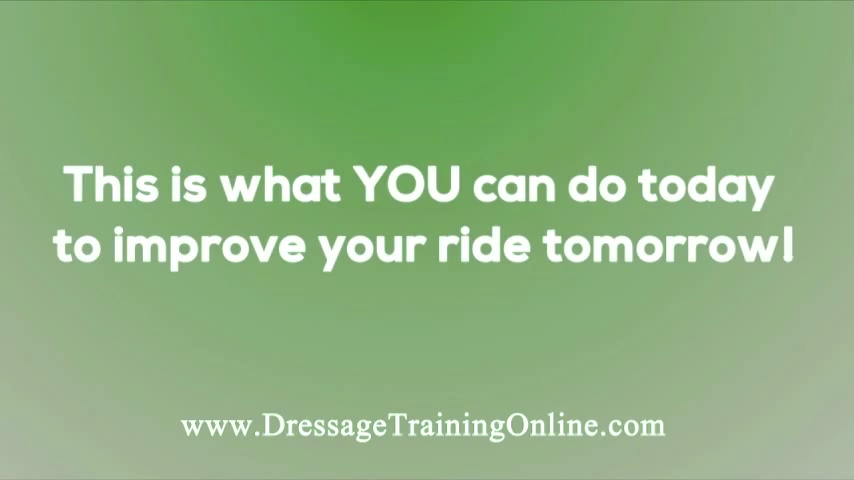 This is what YOU can do today
to improve your ride tomorrow!
www.DressageTrainingOnline.com